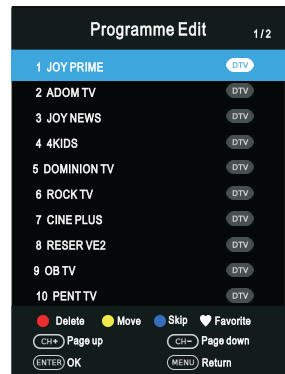 Programme Edit 1/2
1 JOY PRIME DTV
2 ADOM TV DTV
3 JOY NEWS DTV
4 4KIDS DTV
5 DOMINION TV DTV
6 ROCK TV DTV
7 CINE PLUS DTV
8 RESER VE2 DTV
9 OB TV DTV
10 PENT TV DTV
Delete Move Skip Favorite
CH+ Page up CH− Page down
ENTER OK MENU Return